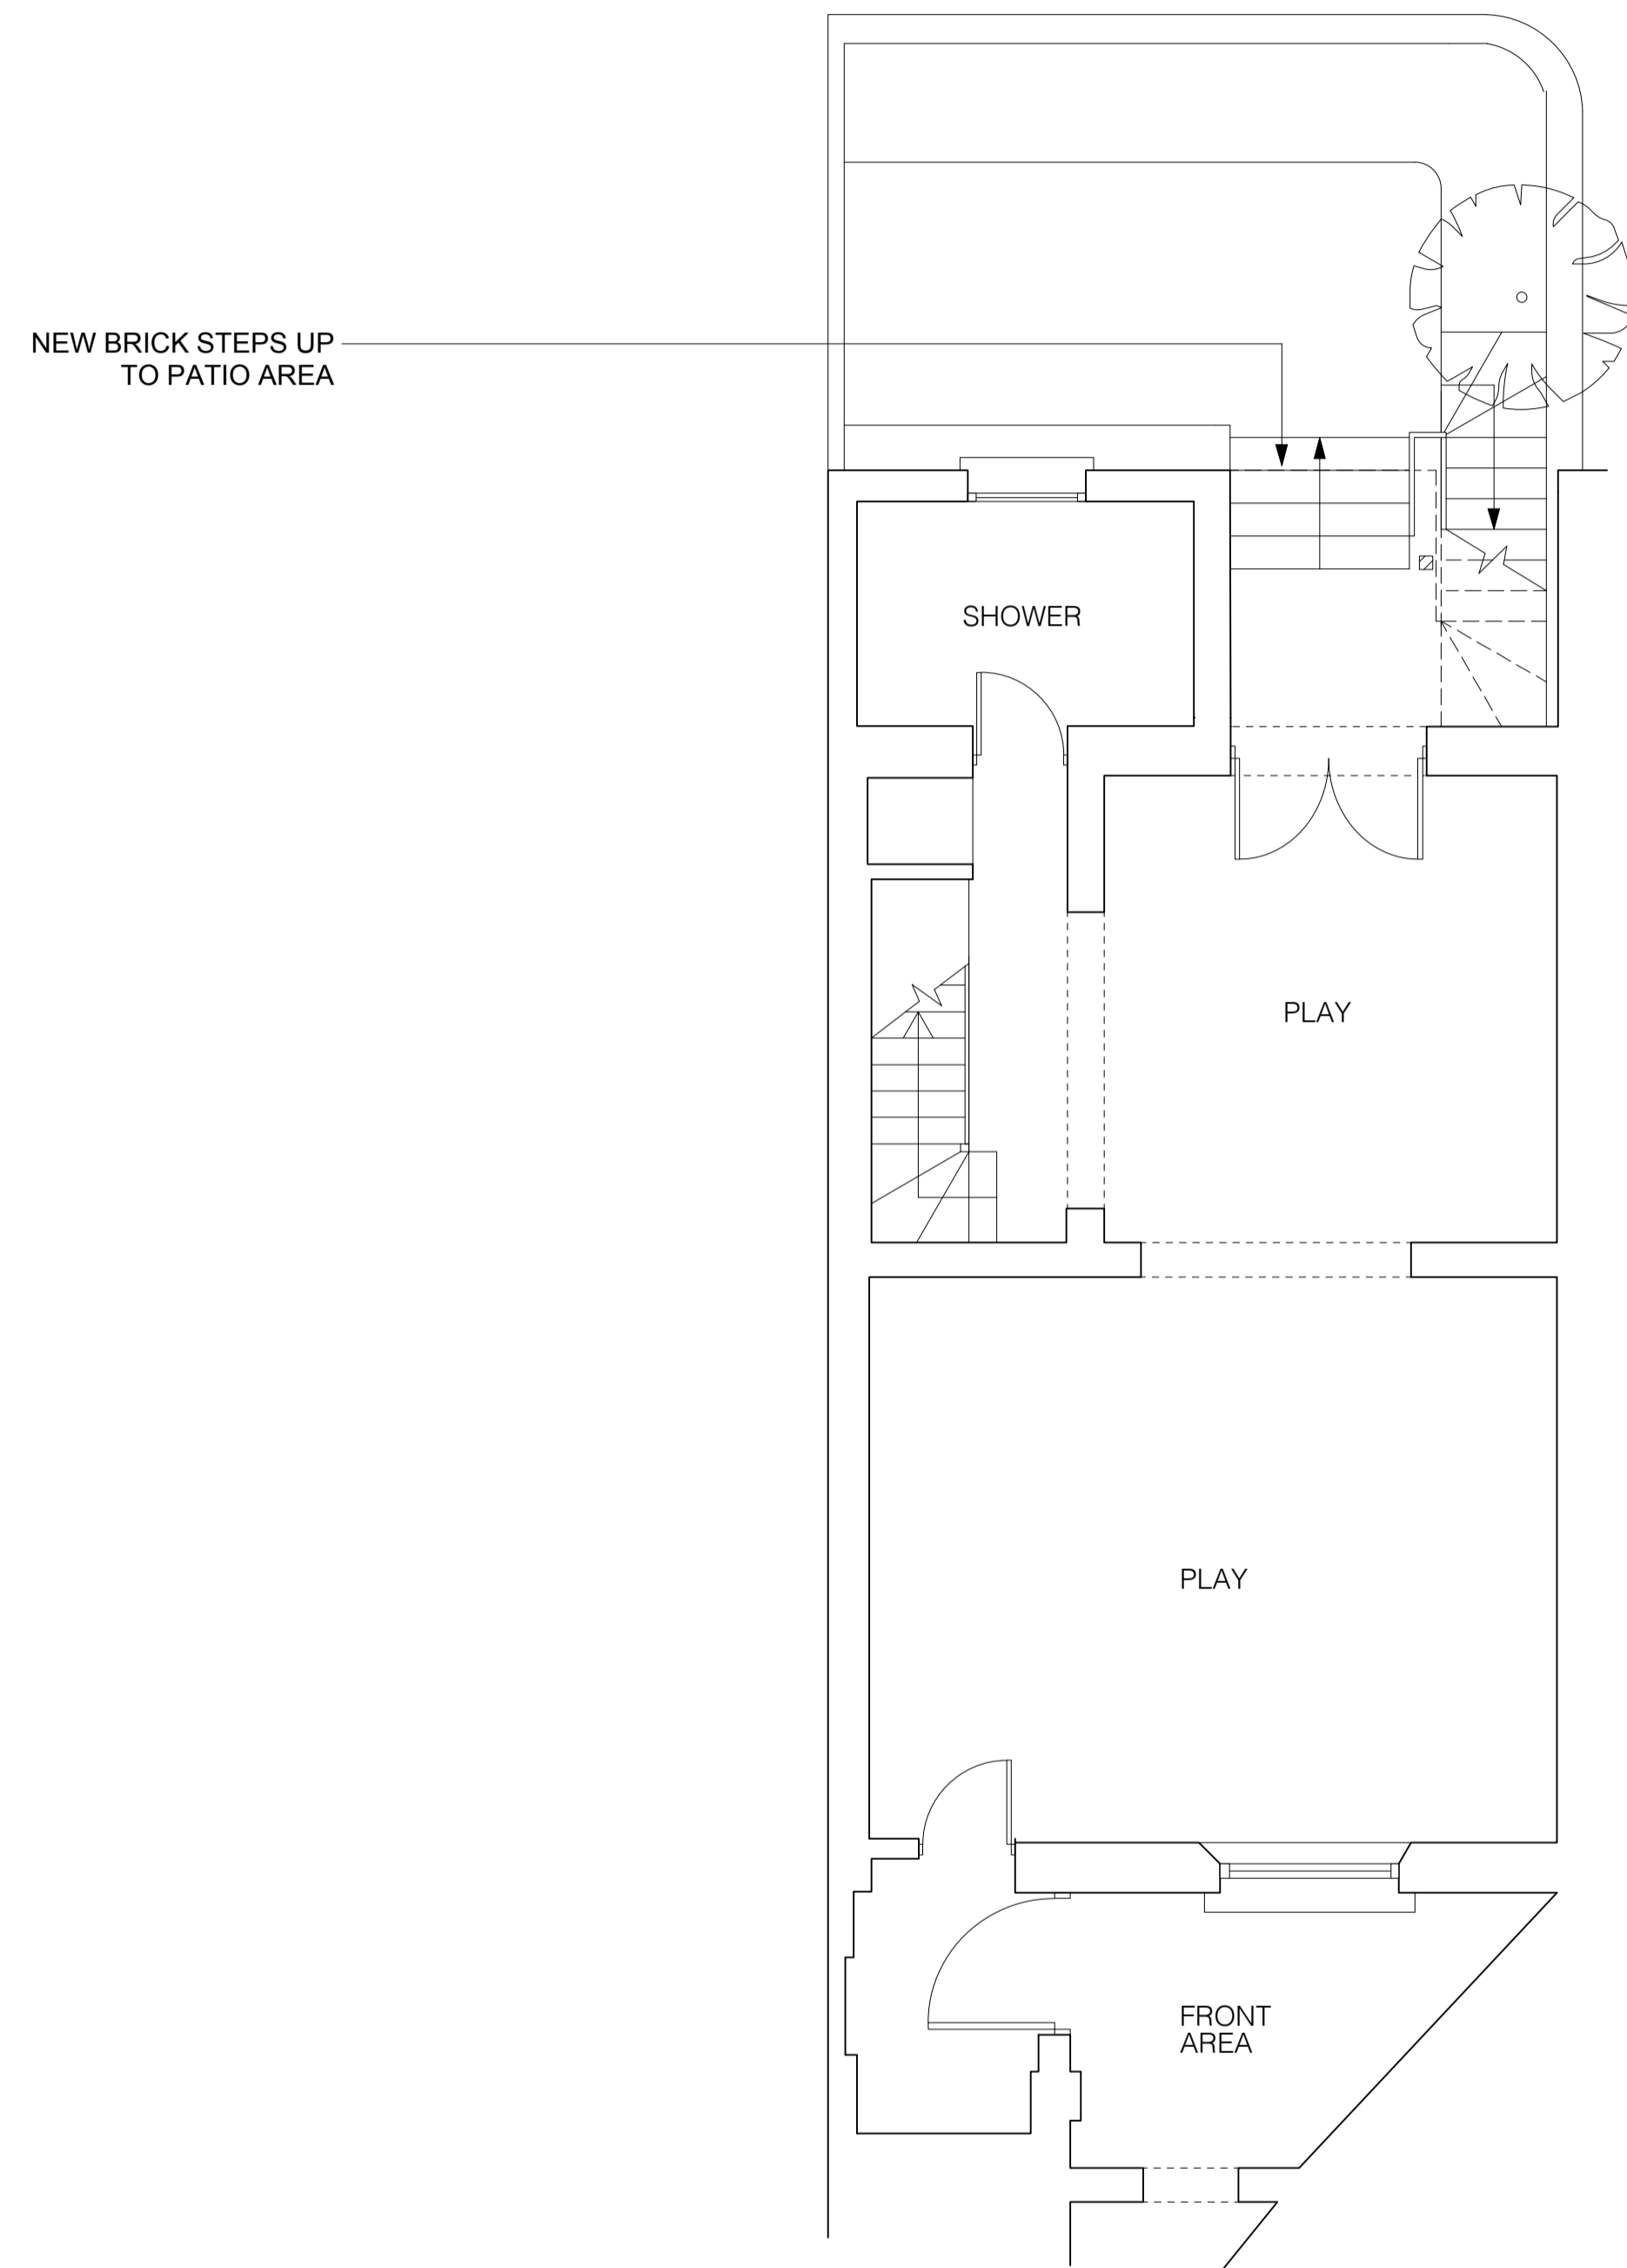 NEW BRICK STEPS UP
TO PATIO AREA
SHOWER
PLAY
PLAY
FRONT
AREA